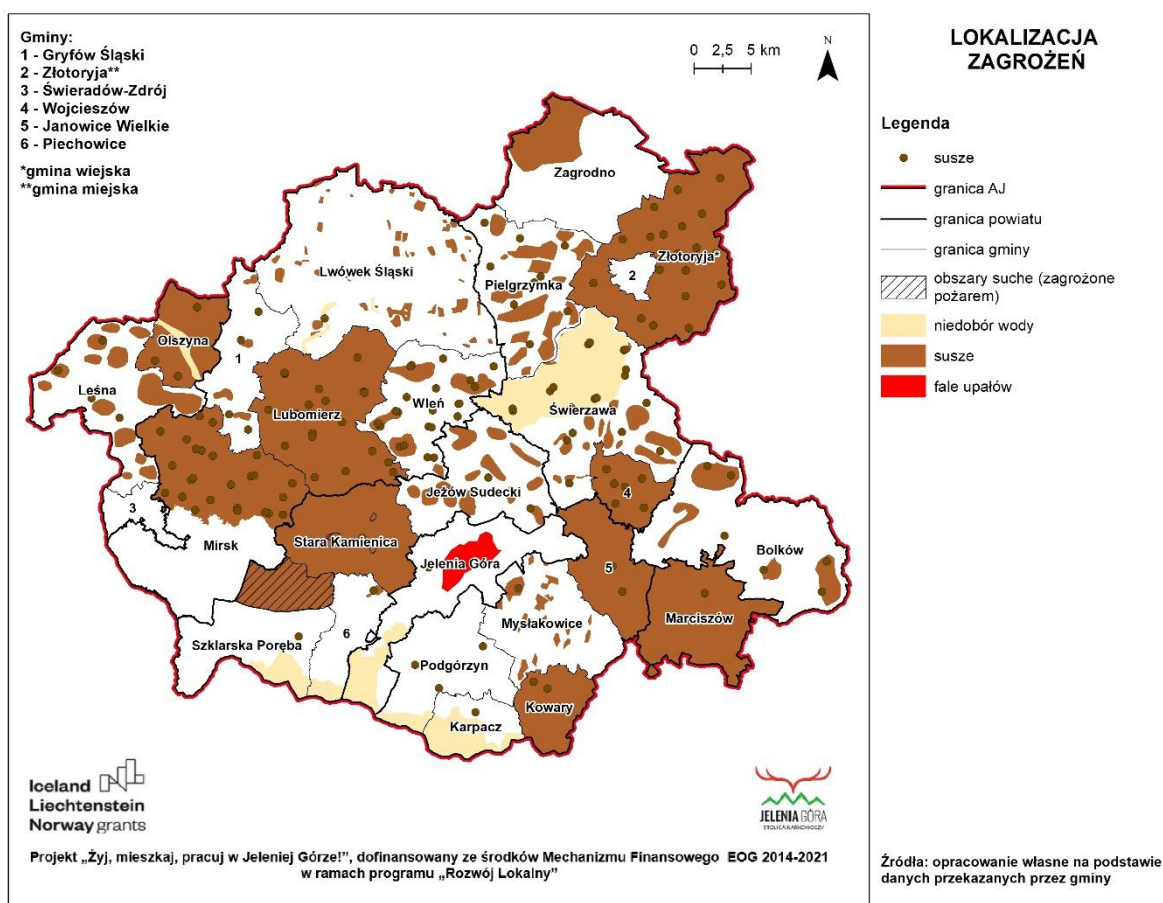 Gminy:
1 - Gryfów Śląski
2 - Złotoryja**
3 - Świeradów-Zdrój
4 - Wojcieszów
5 - Janowice Wielkie
6 - Piechowice
*gmina wiejska
**gmina miejska
0 2,5 5 km
N
LOKALIZACJA
ZAGROŻEŃ
Legenda
susze
granica AJ
granica powiatu
granica gminy
obszary suche (zagrożone
pożarem)
niedobór wody
susze
fale upałów
Zagrodno
Złotoryja*
2
Lwówek Śląski
Pielgrzymka
Olszyna
1
Leśna
Lubomierz
Wleń
Świerzawa
Jeżów Sudecki
4
3
Mirsk
Stara Kamienica
Jelenia Góra
Bolków
5
Marciszów
Mysłakowice
Szklarska Poręba
6
Podgórzyn
Kowary
Karpacz
Iceland
Liechtenstein
Norway grants
JELENIA GÓRA
STOLICA KARKONOSZY
Projekt „Żyj, mieszkaj, pracuj w Jeleniej Górze!”, dofinansowany ze środków Mechanizmu Finansowego EOG 2014-2021
w ramach programu „Rozwój Lokalny”
Źródła: opracowanie własne na podstawie
danych przekazanych przez gminy